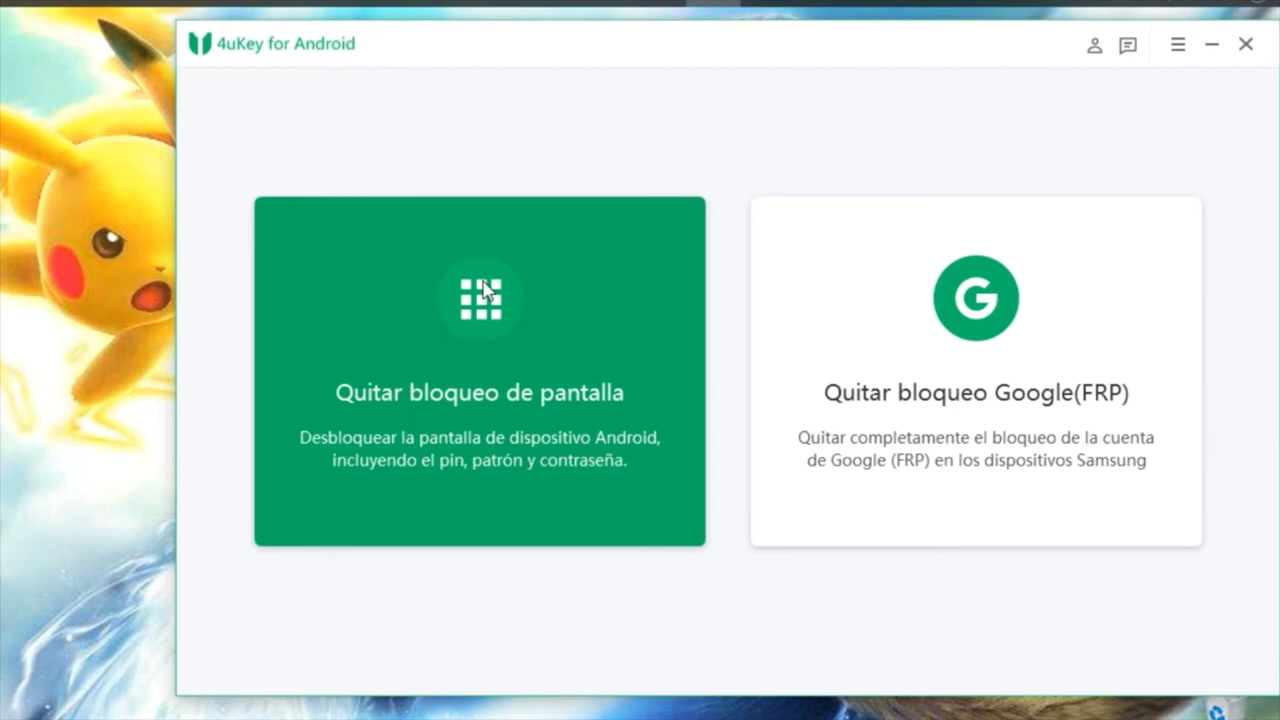 4uKey for Android
Quitar bloqueo de pantalla
Desbloquear la pantalla de dispositivo Android,
incluyendo el pin, patrón y contraseña.
Quitar bloqueo Google(FRP)
Quitar completamente el bloqueo de la cuenta
de Google (FRP) en los dispositivos Samsung